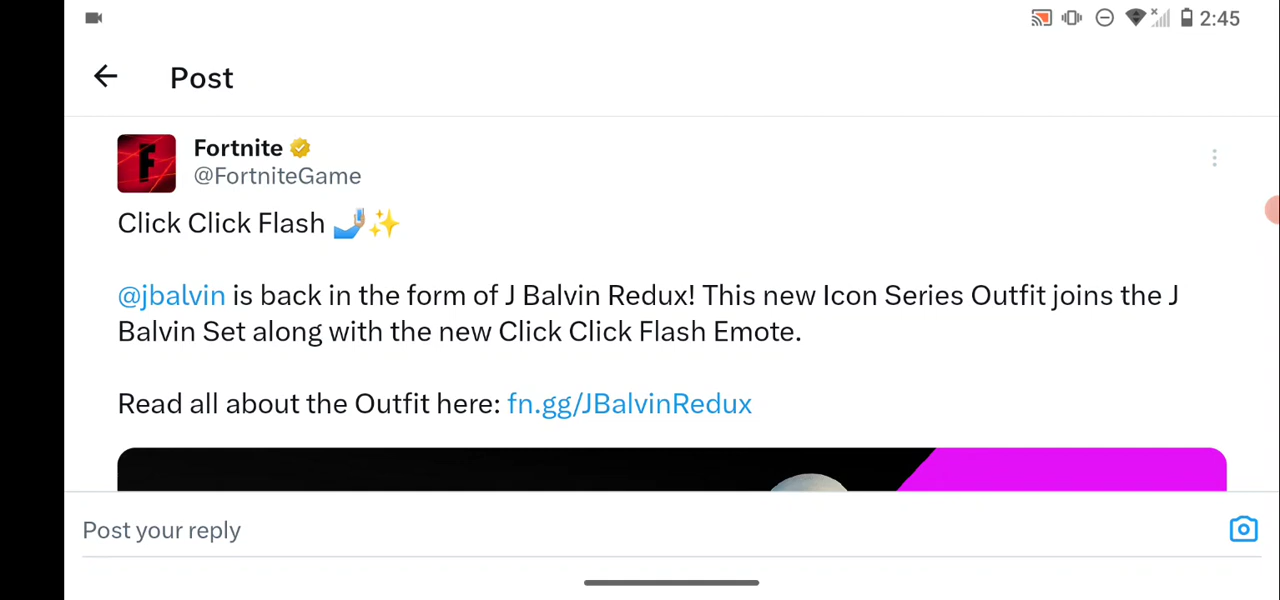 2:45
Post
Fortnite
@FortniteGame
Click Click Flash 🤳✨
@jbalvin is back in the form of J Balvin Redux! This new Icon Series Outfit joins the J
Balvin Set along with the new Click Click Flash Emote.
Read all about the Outfit here: fn.gg/JBalvinRedux
Post your reply